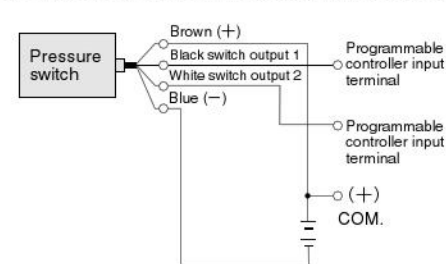 Pressure
switch
Brown (+)
Black switch output 1
White switch output 2
Blue (−)
Programmable
controller input
terminal
Programmable
controller input
terminal
(+)
COM.